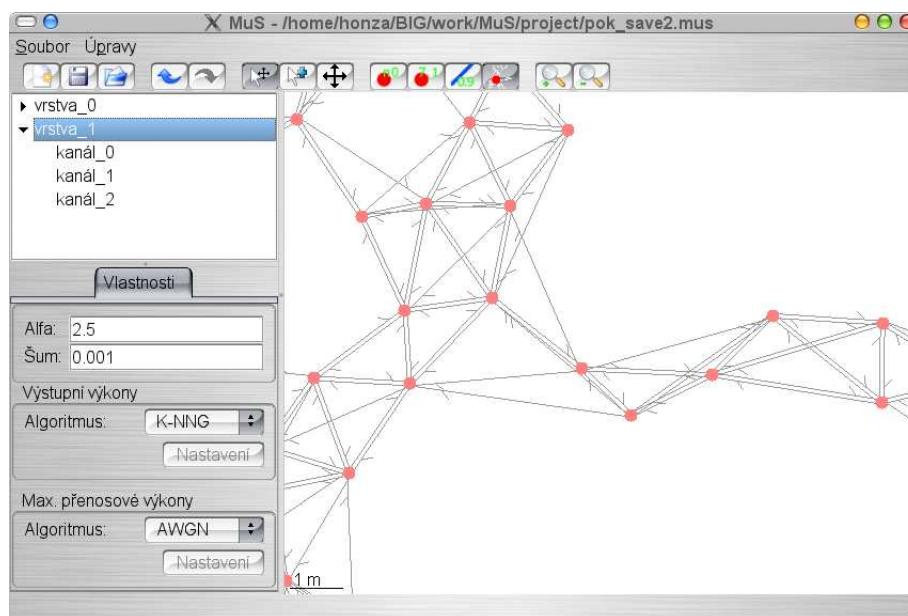 MuS - /home/honza/BIG/work/MuS/project/pok_save2.mus
Soubor Úpravy
vrstva_0
vrstva_1
kanál_0
kanál_1
kanál_2
Vlastnosti
Alfa: 2.5
Šum: 0.001
Výstupní výkony
Algoritmus: K-NNG
Nastavení
Max. přenosové výkony
Algoritmus: AWGN
Nastavení
1 m